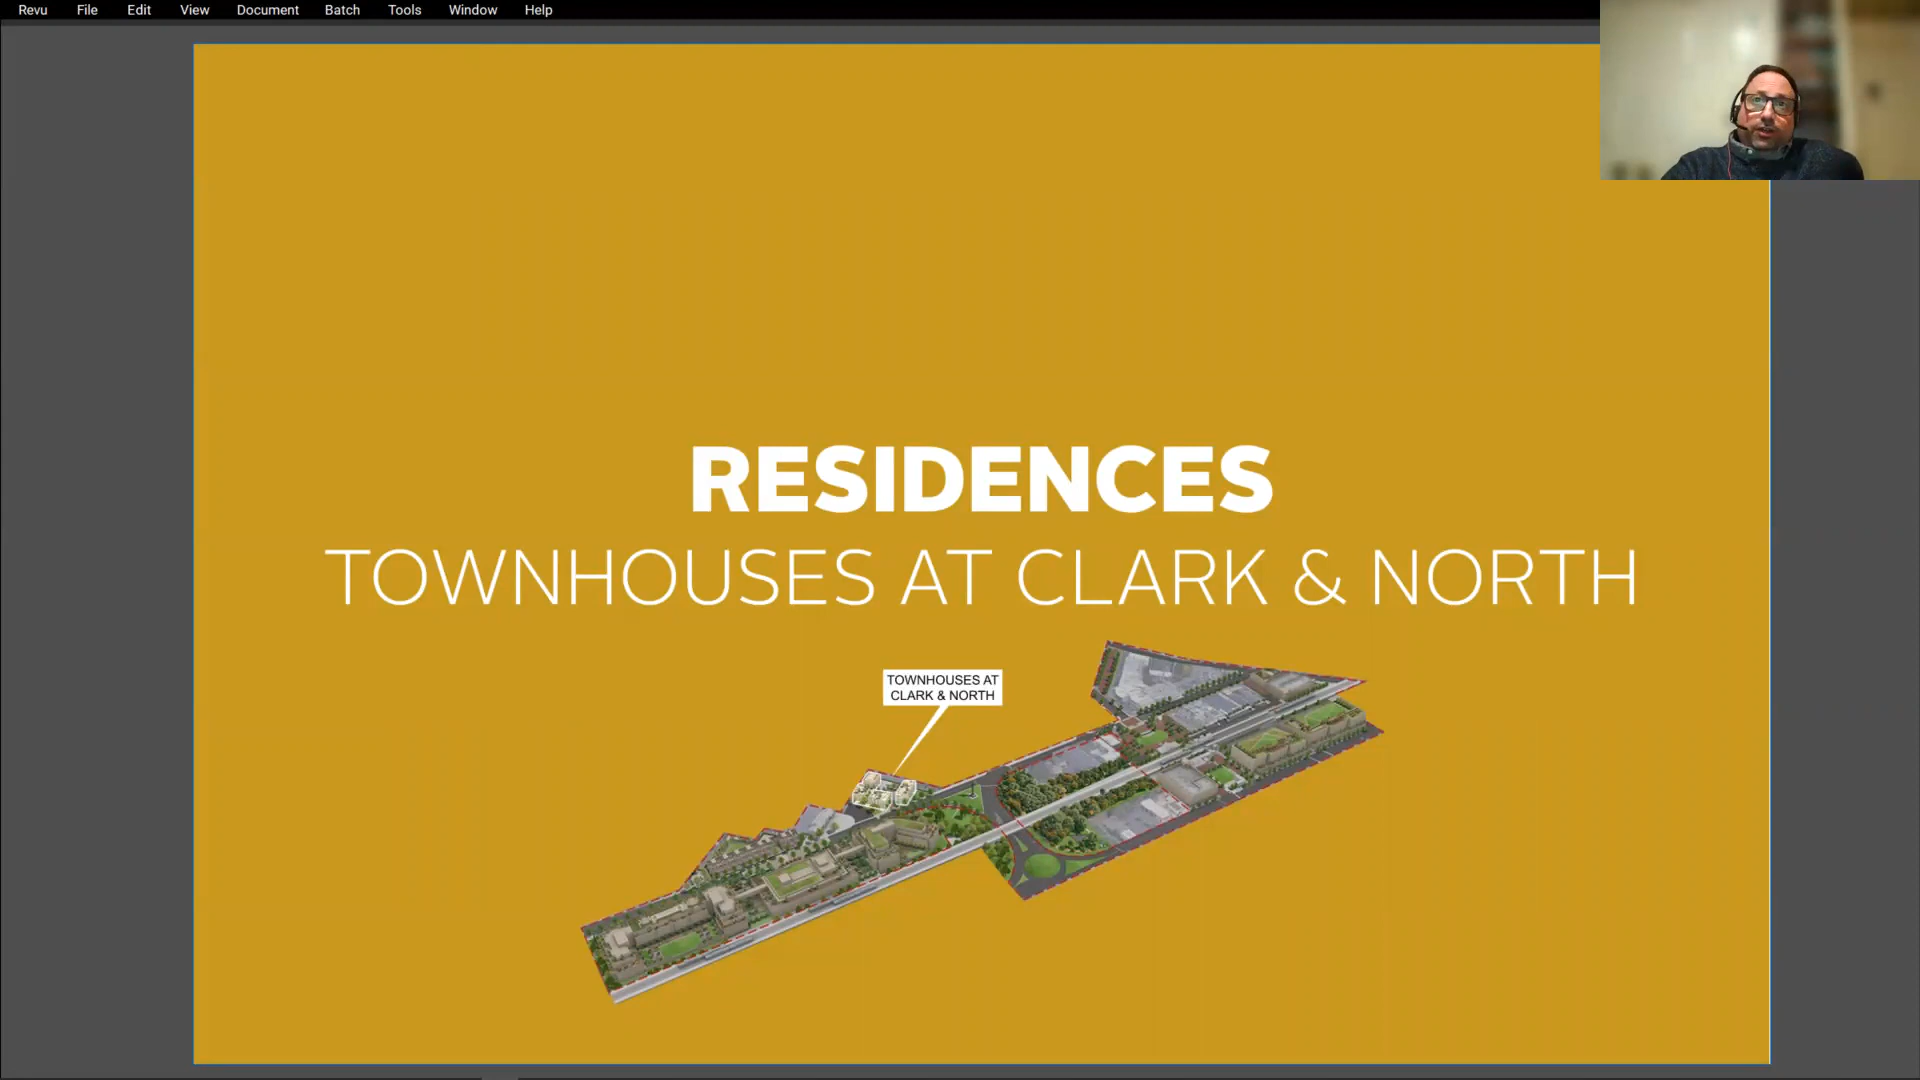 Revu File Edit View Document Batch Tools Window Help
RESIDENCES
TOWNHOUSES AT CLARK & NORTH
TOWNHOUSES AT
CLARK & NORTH